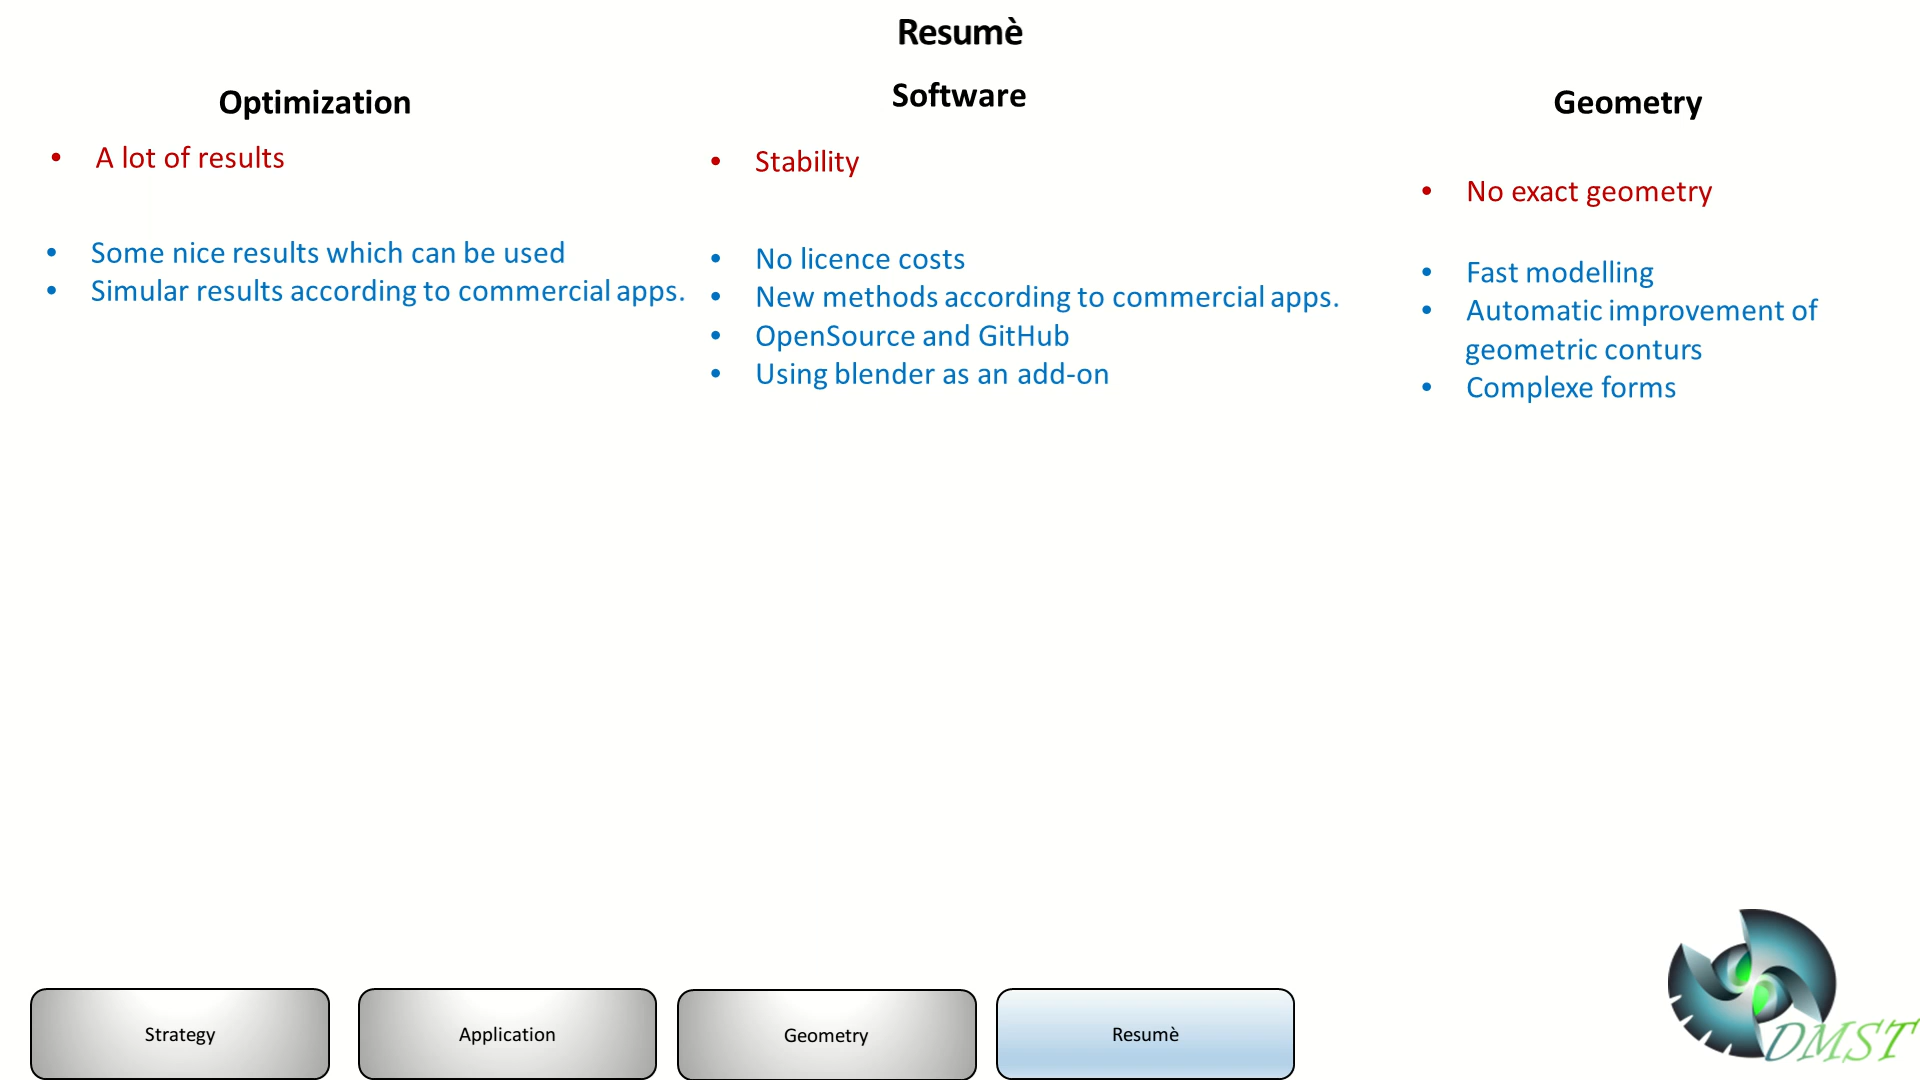 Resumè
Optimization
• A lot of results
• Some nice results which can be used
• Simular results according to commercial apps.
Software
• Stability
• No licence costs
• New methods according to commercial apps.
• OpenSource and GitHub
• Using blender as an add-on
Geometry
• No exact geometry
• Fast modelling
• Automatic improvement of
geometric conturs
• Complexe forms
Strategy
Application
Geometry
Resumè
DMST